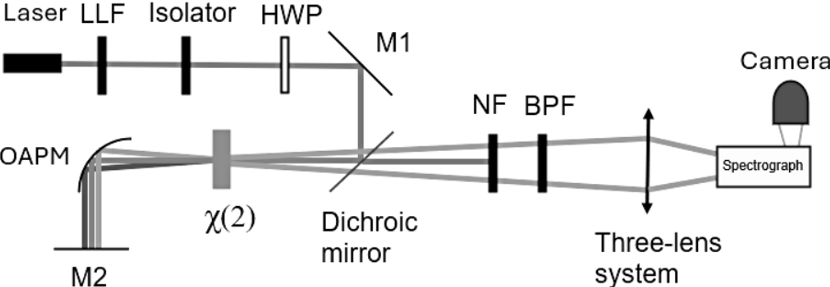 Laser
LLF
Isolator
HWP
M1
Camera
NF
BPF
OAPM
Spectrograph
χ(2)
Dichroic
mirror
Three-lens
system
M2